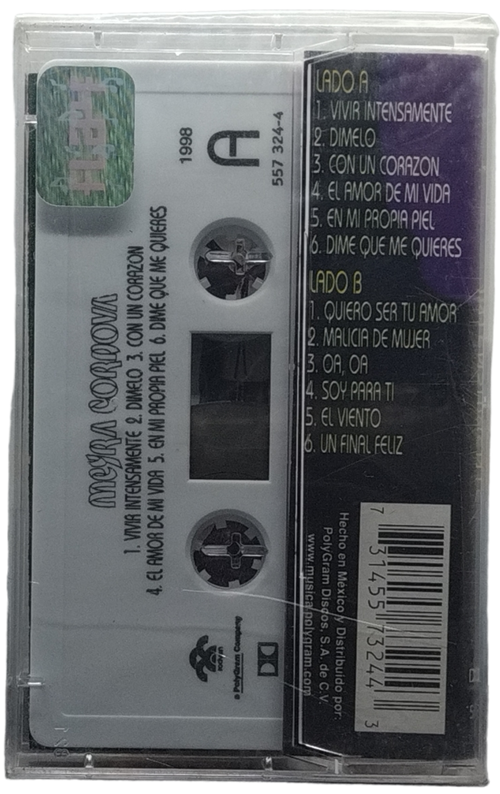 LADO A
1. VIVIR INTENSAMENTE
2. DIMELO
3. CON UN CORAZON
4. EL AMOR DE MI VIDA
5. EN MI PROPIA PIEL
6. DIME QUE ME QUIERES
LADO B
1. QUIERO SER TU AMOR
2. MALICIA DE MUJER
3. OA, OA
4. SOY PARA TI
5. EL VIENTO
6. UN FINAL FELIZ
Hecho en México y Distribuido por:
PolyGram Discos, S.A. de C.V.
www.musica.polygram.com
7 31455 73244 3
1998
A
557 324-4
MEYRA CORDOVA
1. VIVIR INTENSAMENTE 2. DIMELO 3. CON UN CORAZON
4. EL AMOR DE MI VIDA 5. EN MI PROPIA PIEL 6. DIME QUE ME QUIERES
a PolyGram Company